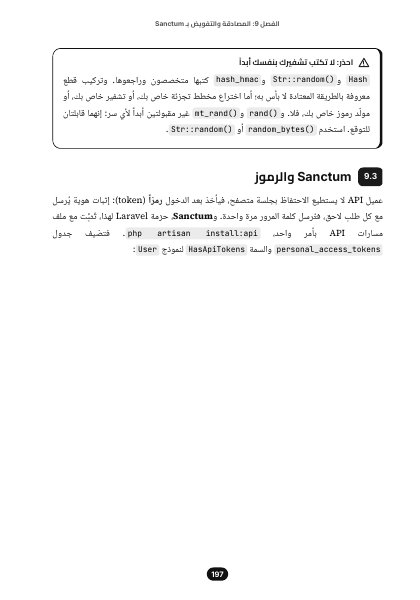 الفصل 9: المصادقة والتفويض بـ Sanctum
احذر: لا تكتب تشفيرك بنفسك أبداً
Hash و Str::random() و hash_hmac كتبها متخصصون وراجعوها. وتركيب قطع
معروفة بالطريقة المعتادة لا بأس به؛ أما اختراع مخطط تجزئة خاص بك، أو تشفير خاص بك، أو
مولّد رموز خاص بك، فلا. و rand() و mt_rand() غير مقبولتين أبداً لأي سر: إنهما قابلتان
للتوقع. استخدم random_bytes() أو Str::random() .
9.3 Sanctum والرموز
عميل API لا يستطيع الاحتفاظ بجلسة متصفح، فيأخذ بعد الدخول رمزاً (token): إثبات هوية يُرسل
مع كل طلب لاحق، فتُرسل كلمة المرور مرة واحدة. وSanctum، حزمة Laravel لهذا، تُثبَّت مع ملف
مسارات API بأمر واحد، php artisan install:api . فتضيف جدول
personal_access_tokens والسمة HasApiTokens لنموذج User :
197